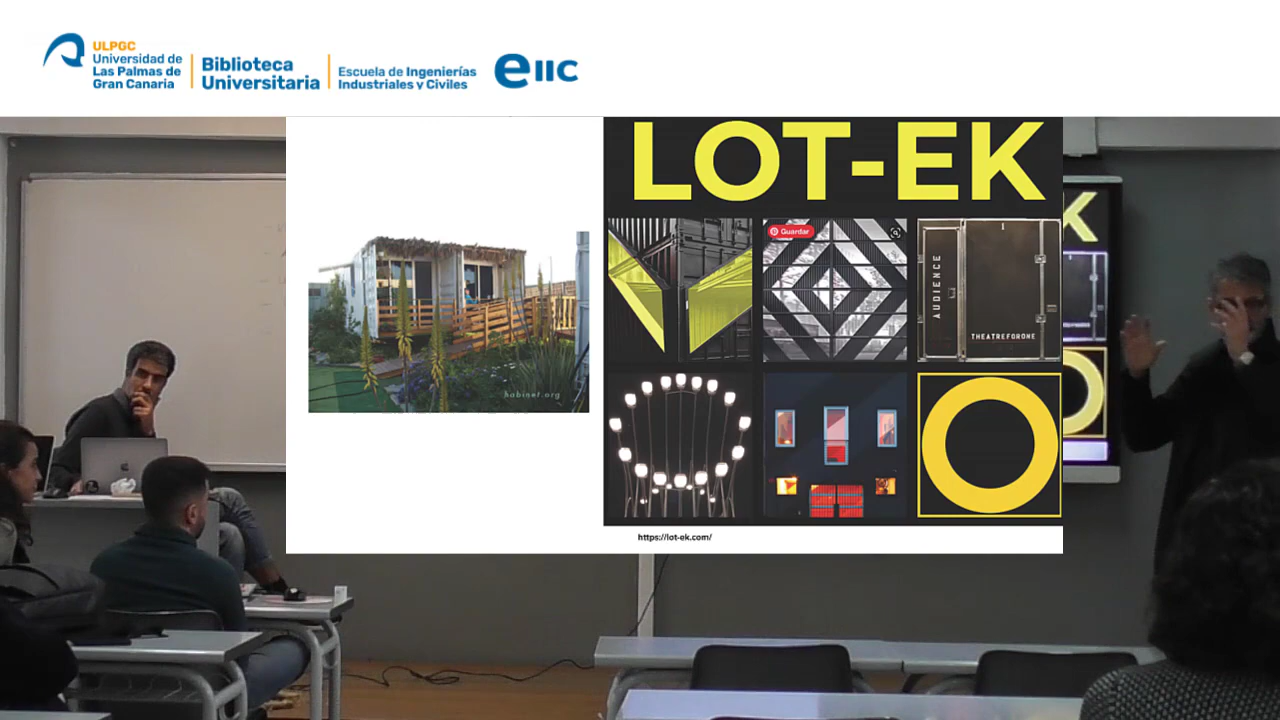 ULPGC
Universidad de
Las Palmas de
Gran Canaria
Biblioteca
Universitaria
Escuela de Ingenierías
Industriales y Civiles
eiic
LOT-EK
Guardar
AUDIENCE
THEATREFORONE
habinet.org
https://lot-ek.com/
K